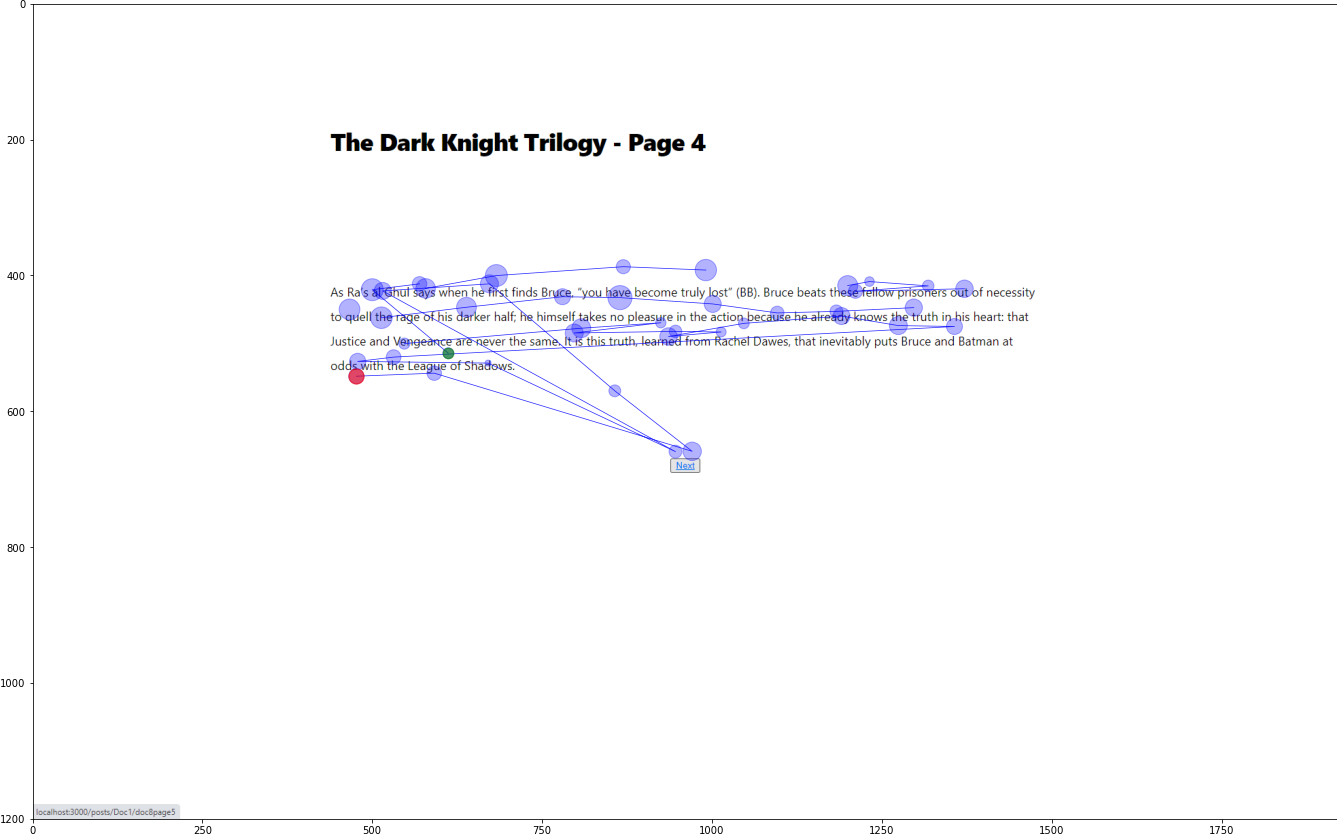 0
200
The Dark Knight Trilogy - Page 4
400
As Ra's al Ghul says when he first finds Bruce, “you have become truly lost” (BB). Bruce beats these fellow prisoners out of necessity
to quell the rage of his darker half; he himself takes no pleasure in the action because he already knows the truth in his heart: that
Justice and Vengeance are never the same. It is this truth, learned from Rachel Dawes, that inevitably puts Bruce and Batman at
odds with the League of Shadows.
600
Next
800
1000
localhost:3000/posts/Doc1/doc8page5
1200
0 250 500 750 1000 1250 1500 1750